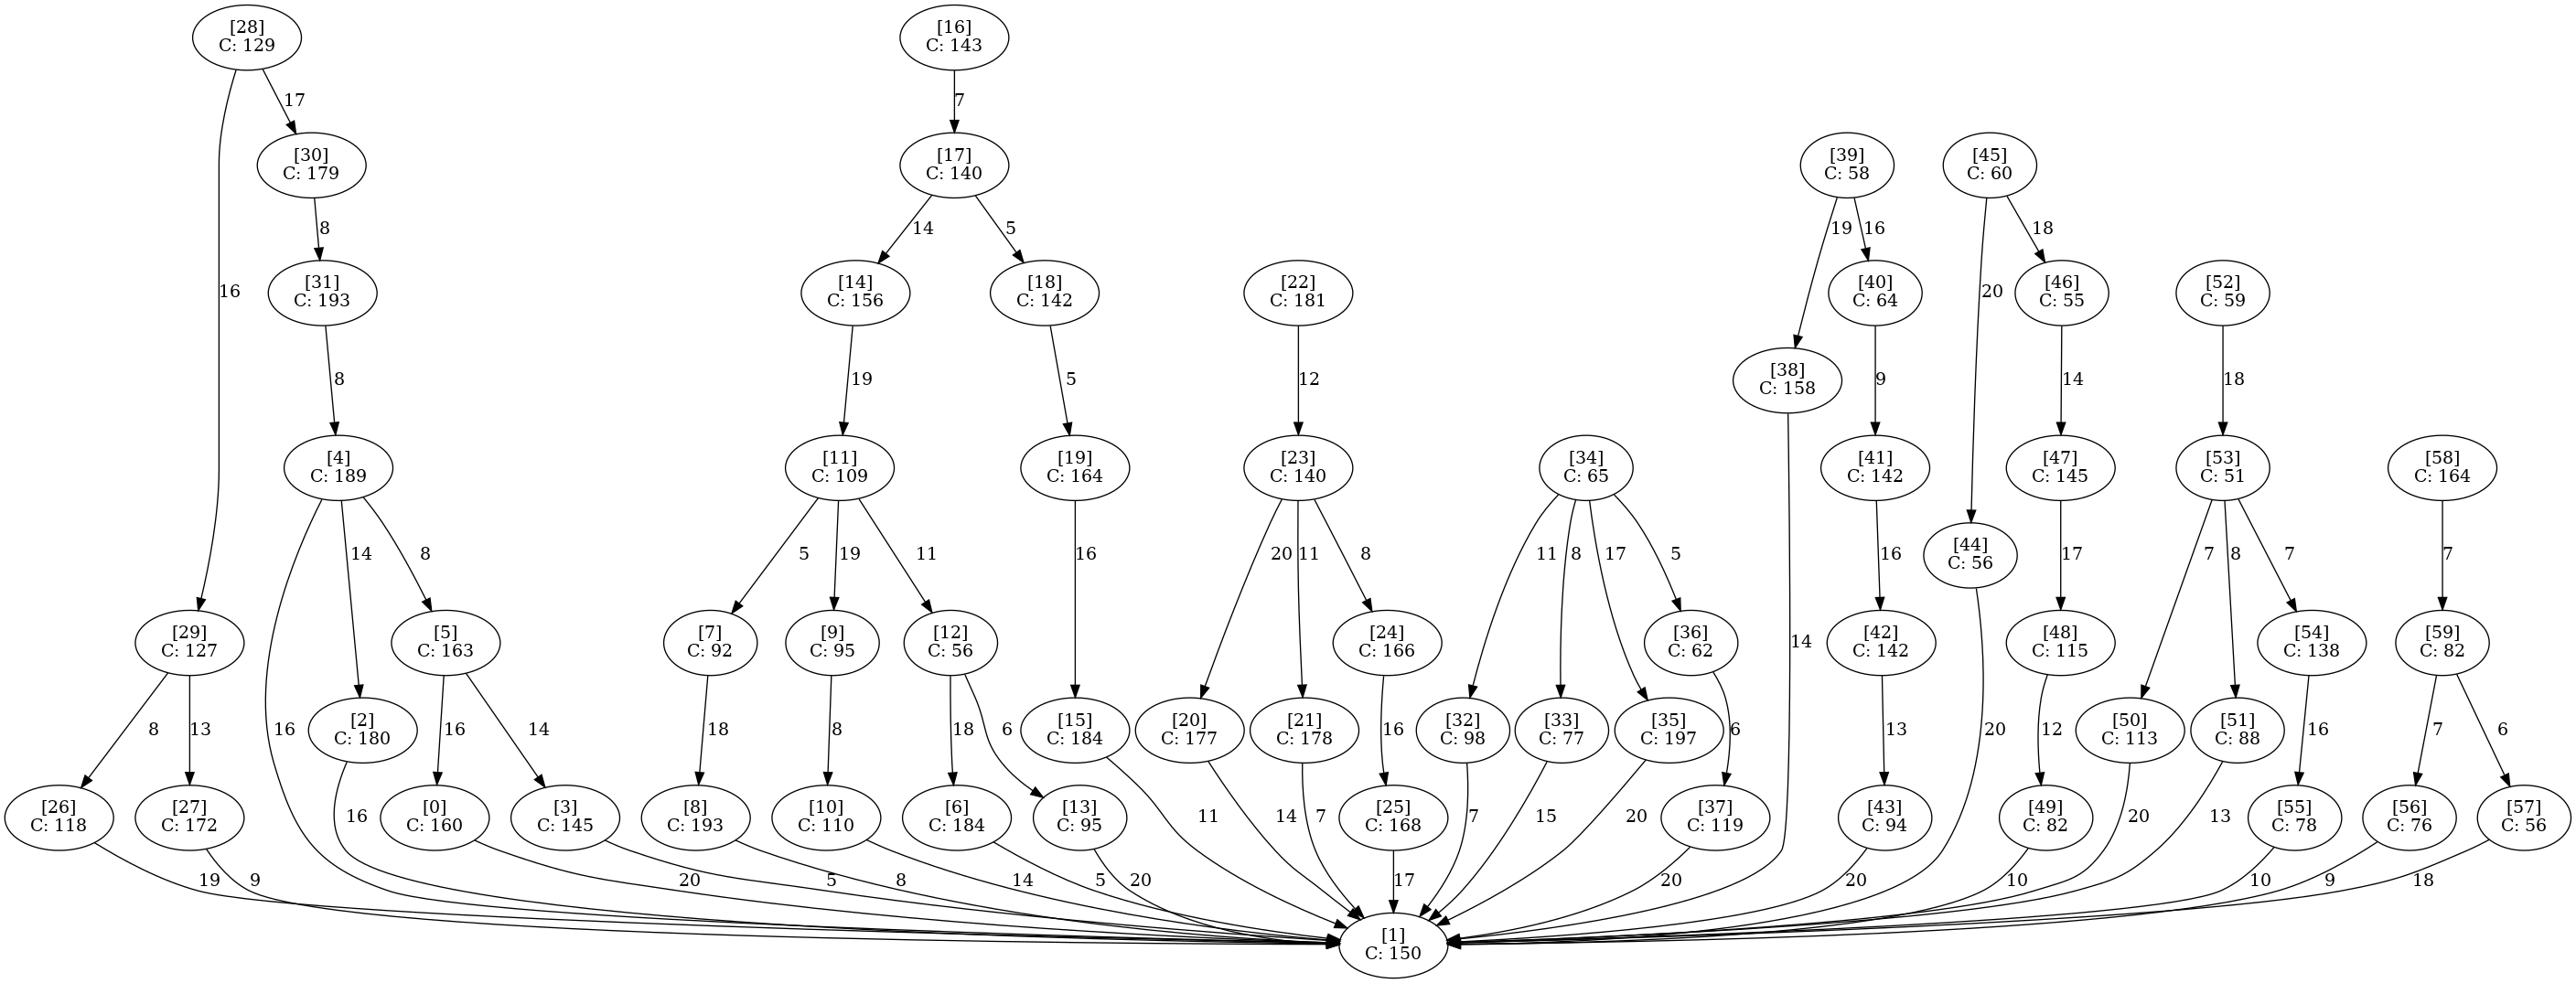 [28]
C: 129
[16]
C: 143
17
7
[30]
C: 179
[17]
C: 140
[39]
C: 58
[45]
C: 60
8
14
5
19
16
18
16
20
[31]
C: 193
[14]
C: 156
[18]
C: 142
[22]
C: 181
[40]
C: 64
[46]
C: 55
[52]
C: 59
8
19
5
12
9
14
18
[38]
C: 158
[4]
C: 189
[11]
C: 109
[19]
C: 164
[23]
C: 140
[34]
C: 65
[41]
C: 142
[47]
C: 145
[53]
C: 51
[58]
C: 164
14
8
5
19
11
16
20
11
8
11
8
17
5
16
17
7
8
7
7
[44]
C: 56
[29]
C: 127
[5]
C: 163
[7]
C: 92
[9]
C: 95
[12]
C: 56
[24]
C: 166
[36]
C: 62
14
[42]
C: 142
[48]
C: 115
[54]
C: 138
[59]
C: 82
8
13
16
16
14
18
8
18
6
16
6
13
12
20
16
7
6
[2]
C: 180
[15]
C: 184
[20]
C: 177
[21]
C: 178
[32]
C: 98
[33]
C: 77
[35]
C: 197
[50]
C: 113
[51]
C: 88
[26]
C: 118
[27]
C: 172
16
[0]
C: 160
[3]
C: 145
[8]
C: 193
[10]
C: 110
[6]
C: 184
[13]
C: 95
11
14
7
[25]
C: 168
7
15
20
[37]
C: 119
[43]
C: 94
[49]
C: 82
20
13
[55]
C: 78
[56]
C: 76
[57]
C: 56
19
9
20
5
8
14
5
20
17
20
20
10
10
9
18
[1]
C: 150